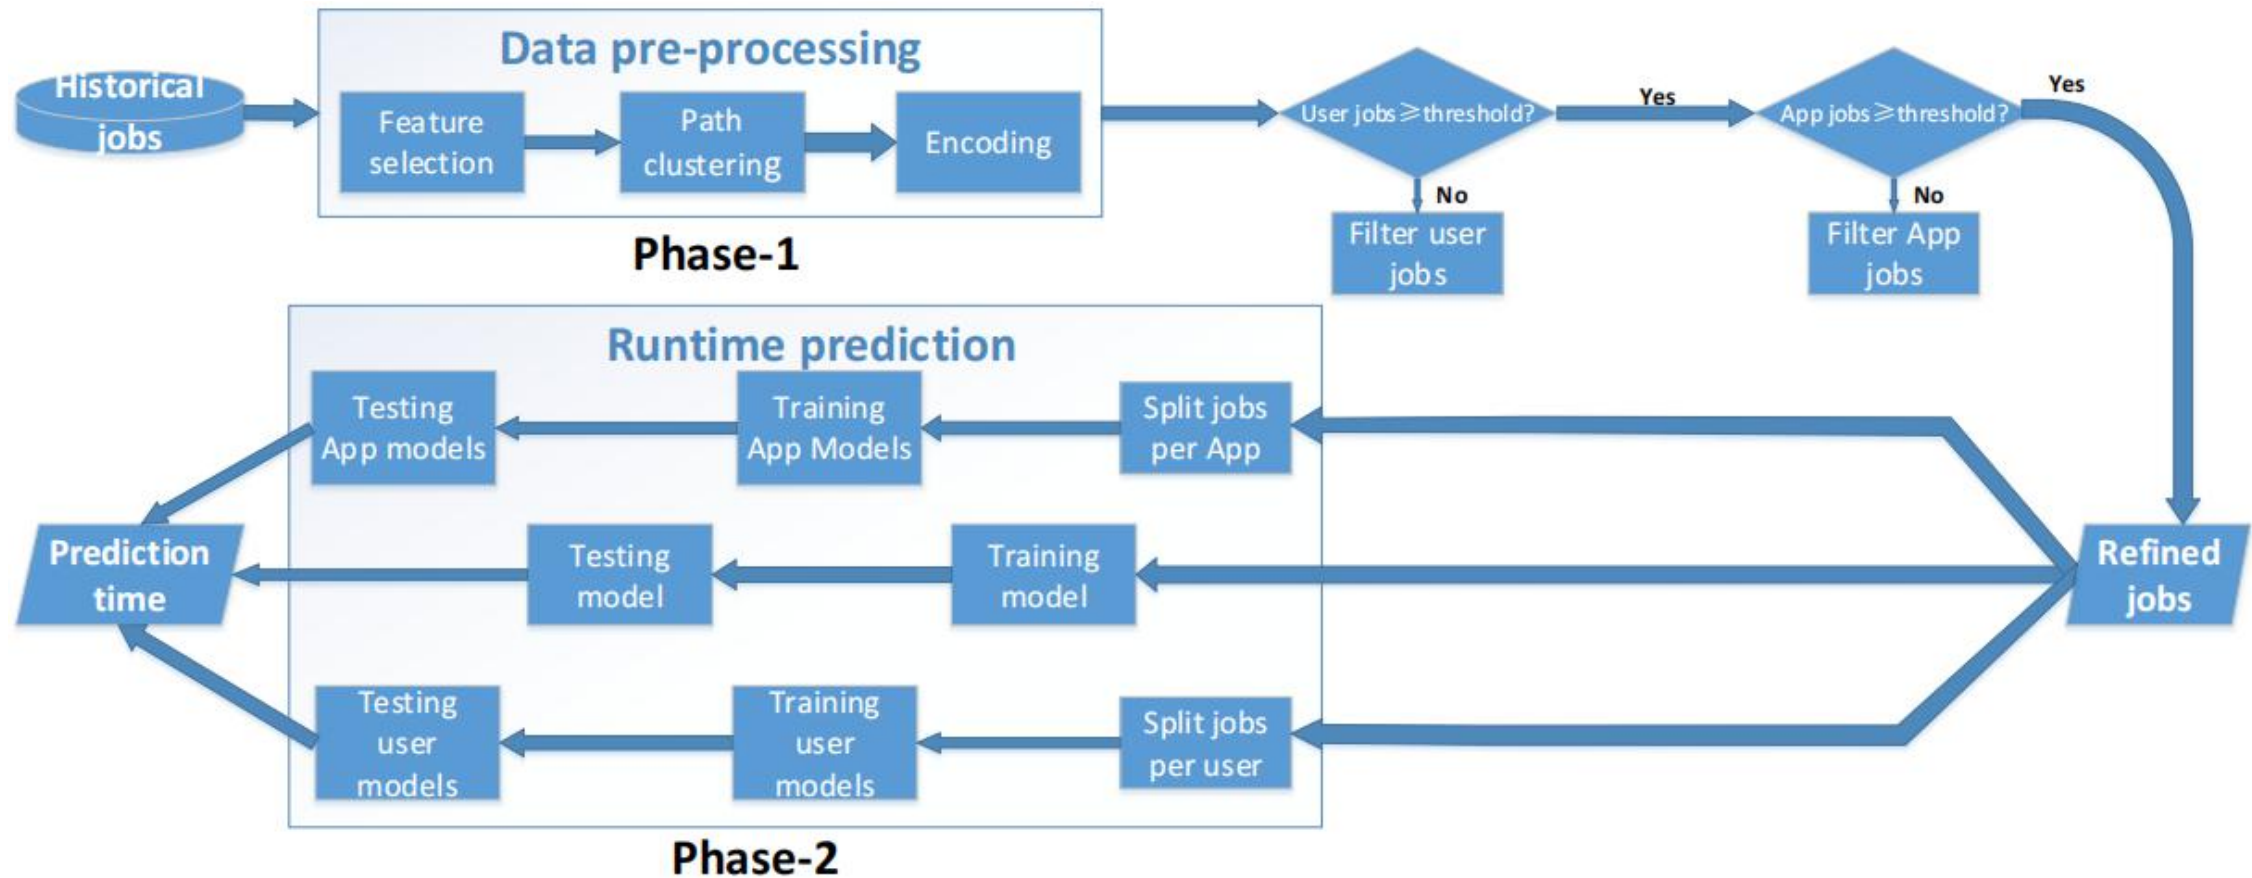 Historical
jobs
Data pre-processing
Feature
selection
Path
clustering
Encoding
Phase-1
User jobs≥threshold?
Yes
App jobs≥threshold?
Yes
No
Filter user
jobs
No
Filter App
jobs
Runtime prediction
Testing
App models
Training
App Models
Split jobs
per App
Prediction
time
Testing
model
Training
model
Refined
jobs
Testing
user
models
Training
user
models
Split jobs
per user
Phase-2